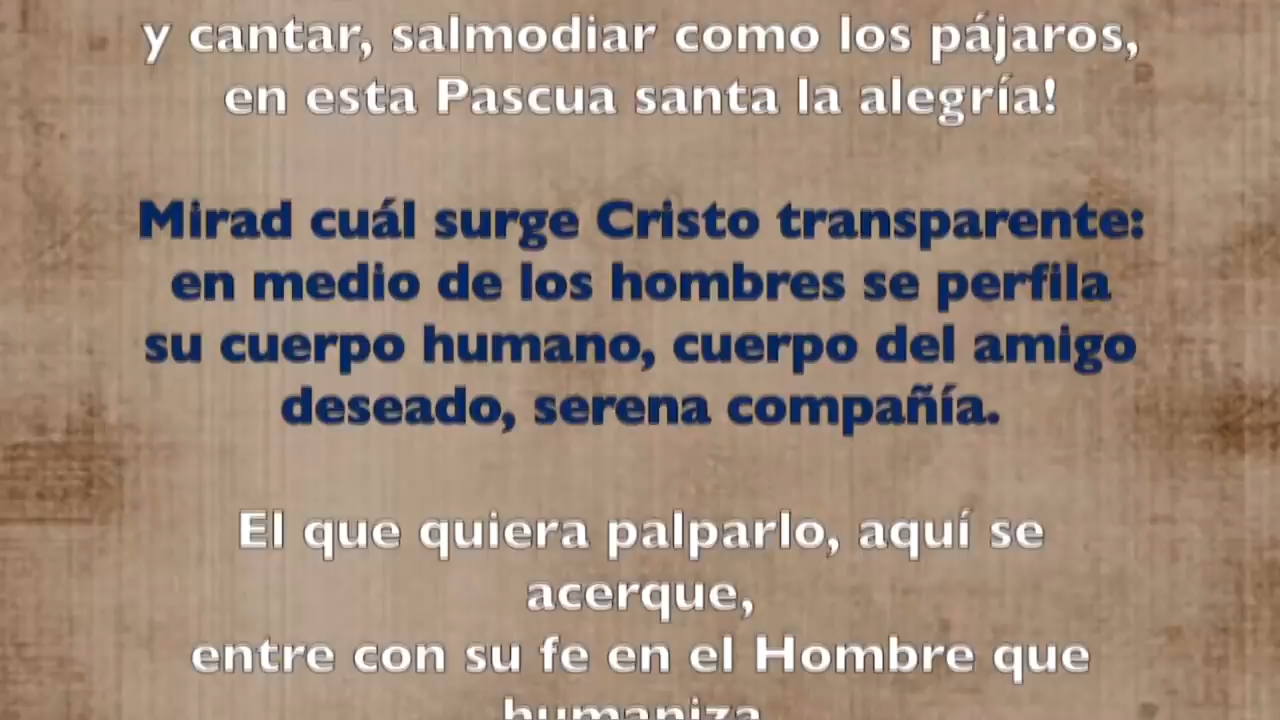 y cantar, salmodiar como los pájaros,
en esta Pascua santa la alegría!
Mirad cuál surge Cristo transparente:
en medio de los hombres se perfila
su cuerpo humano, cuerpo del amigo
deseado, serena compañía.
El que quiera palparlo, aquí se
acerque,
entre con su fe en el Hombre que
humaniza